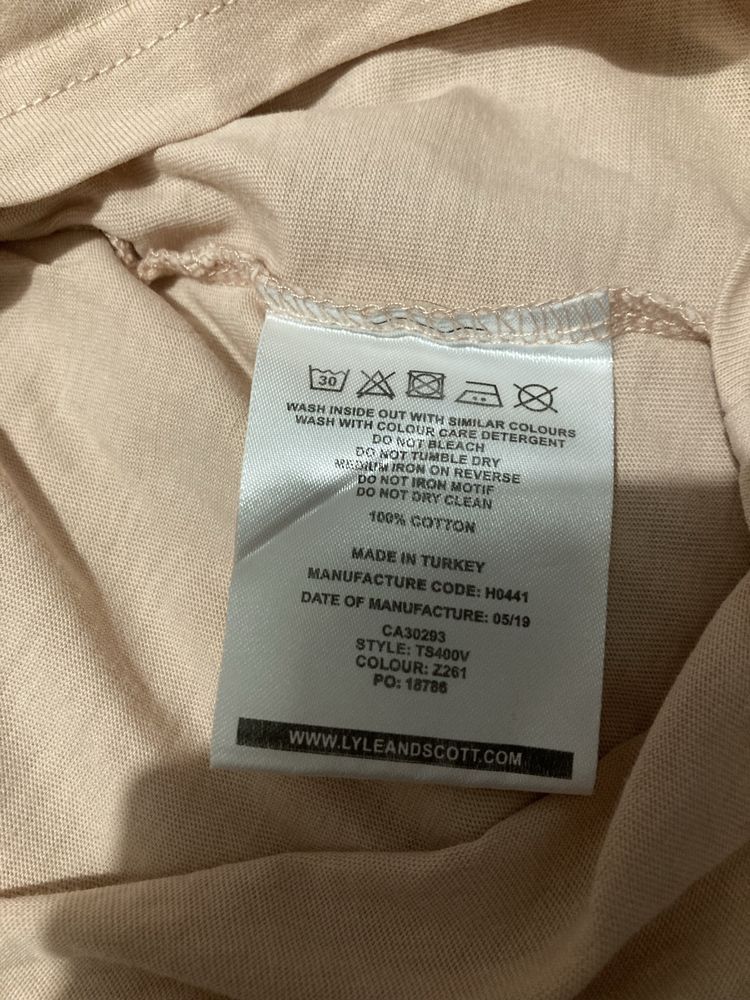 30
WASH INSIDE OUT WITH SIMILAR COLOURS
WASH WITH COLOUR CARE DETERGENT
DO NOT BLEACH
DO NOT TUMBLE DRY
MEDIUM IRON ON REVERSE
DO NOT IRON MOTIF
DO NOT DRY CLEAN
100% COTTON
MADE IN TURKEY
MANUFACTURE CODE: H0441
DATE OF MANUFACTURE: 05/19
CA30293
STYLE: TS400V
COLOUR: Z261
PO: 18786
WWW.LYLEANDSCOTT.COM